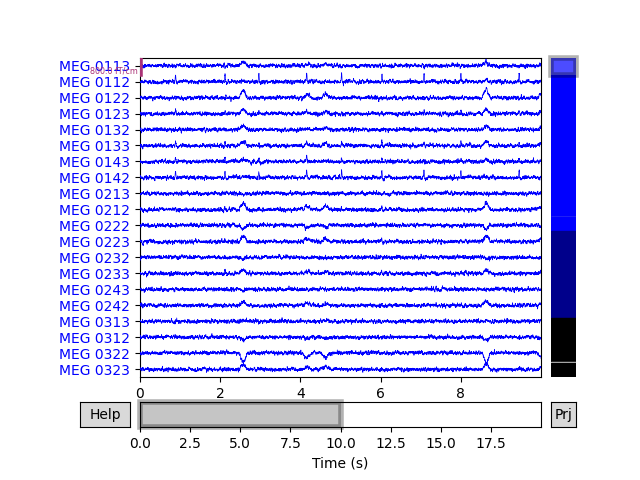 MEG 0113
MEG 0112
MEG 0122
MEG 0123
MEG 0132
MEG 0133
MEG 0143
MEG 0142
MEG 0213
MEG 0212
MEG 0222
MEG 0223
MEG 0232
MEG 0233
MEG 0243
MEG 0242
MEG 0313
MEG 0312
MEG 0322
MEG 0323
0 2 4 6 8
Help Prj
0.0 2.5 5.0 7.5 10.0 12.5 15.0 17.5
Time (s)